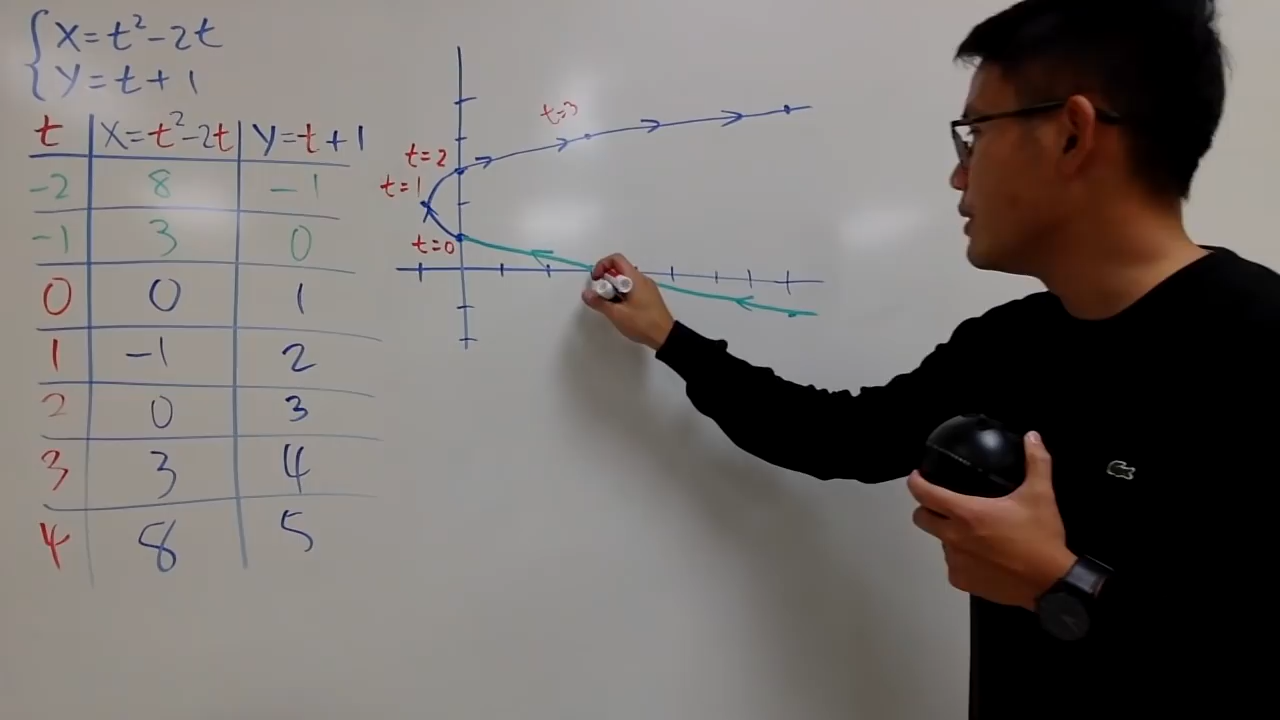 x = t² - 2t
y = t + 1
t x = t² - 2t y = t + 1
-2 8 -1
-1 3 0
0 0 1
1 -1 2
2 0 3
3 3 4
4 8 5
t=3
t=2
t=1
t=0